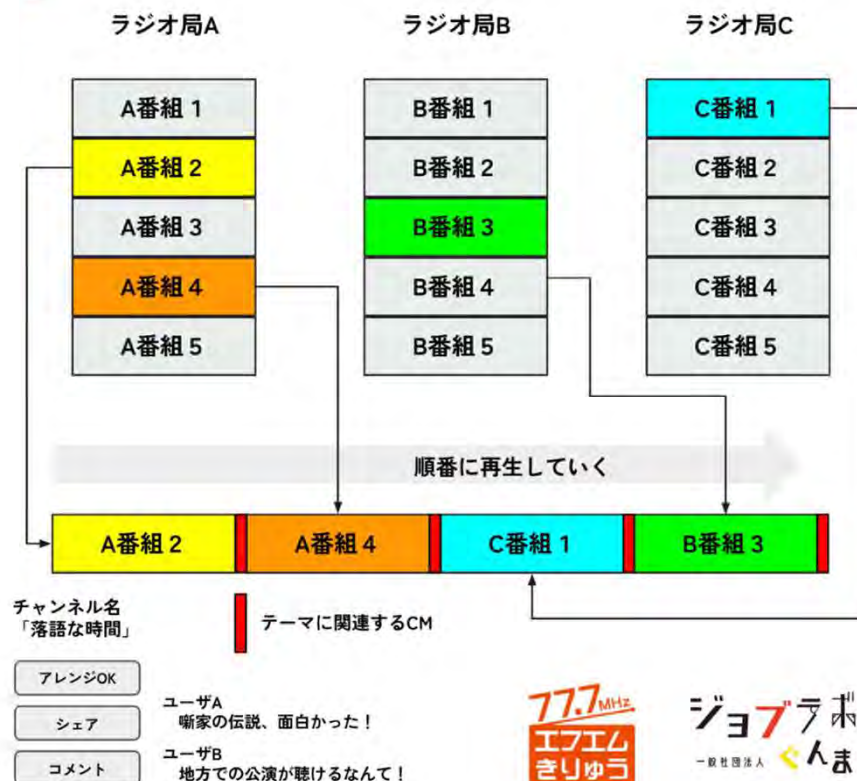 ラジオ局A
ラジオ局B
ラジオ局C
A番組 1
B番組 1
C番組 1
A番組 2
B番組 2
C番組 2
A番組 3
B番組 3
C番組 3
A番組 4
B番組 4
C番組 4
A番組 5
B番組 5
C番組 5
順番に再生していく
A番組 2
A番組 4
C番組 1
B番組 3
チャンネル名
「落語な時間」
テーマに関連するCM
アレンジOK
シェア
コメント
ユーザA
噺家の伝説、面白かった！
ユーザB
地方での公演が聴けるなんて！
77.7MHz
エフエム
きりゅう
ジョブラボ
一般社団法人 ぐんま